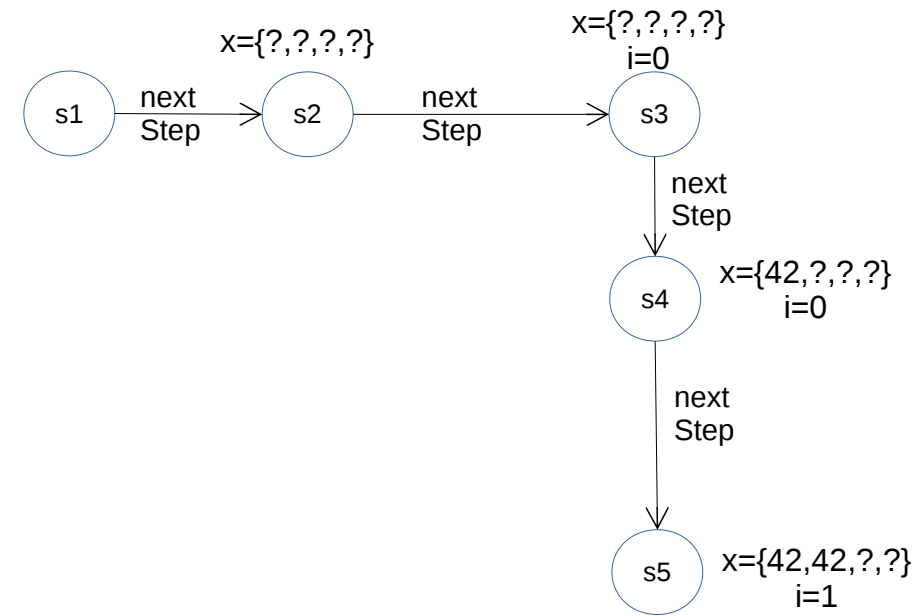 x={?,?,?,?}
i=0
x={?,?,?,?}
s1
next
Step
s2
next
Step
s3
next
Step
s4
x={42,?,?,?}
i=0
next
Step
s5
x={42,42,?,?}
i=1